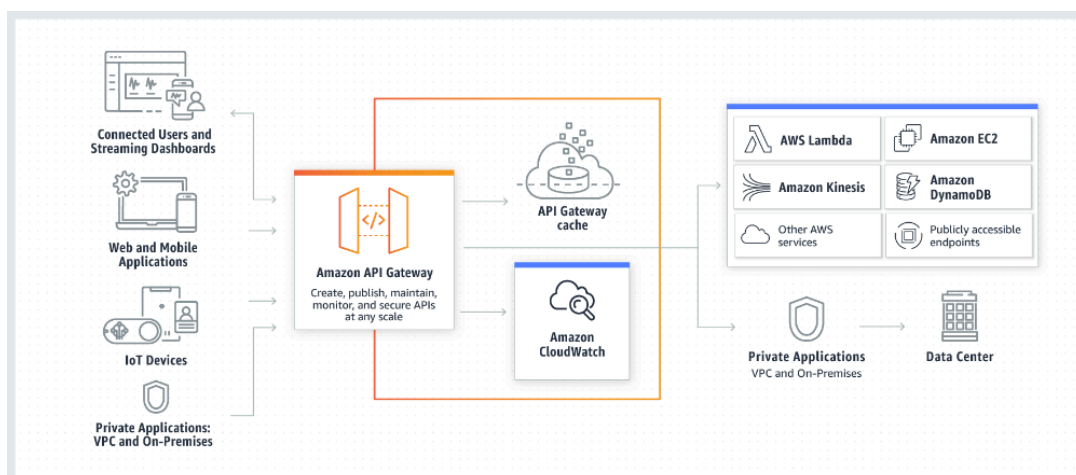 Connected Users and
Streaming Dashboards
Web and Mobile
Applications
IoT Devices
Private Applications:
VPC and On-Premises
</>
Amazon API Gateway
Create, publish, maintain,
monitor, and secure APIs
at any scale
API Gateway
cache
Amazon
CloudWatch
AWS Lambda
Amazon EC2
Amazon Kinesis
Amazon
DynamoDB
Other AWS
services
Publicly accessible
endpoints
Private Applications
VPC and On-Premises
Data Center